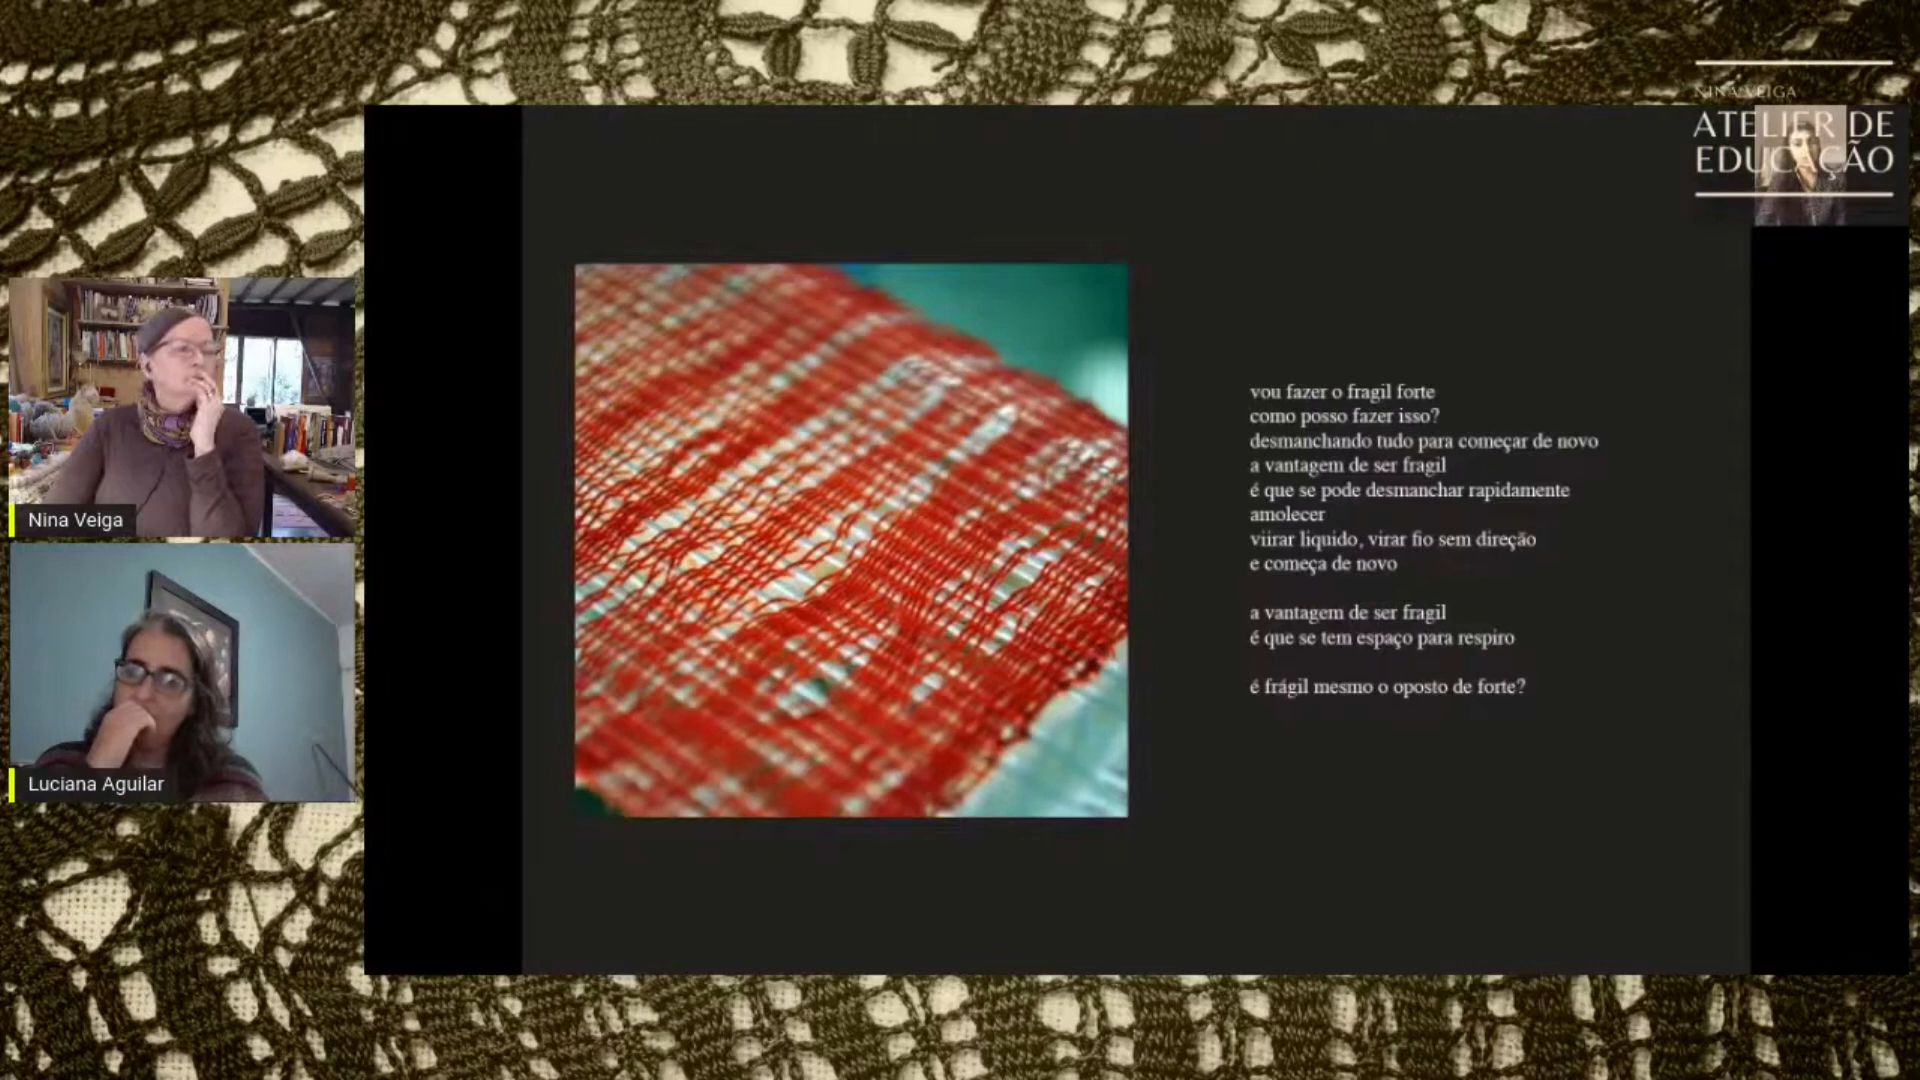 NINA VEIGA
ATELIER DE
EDUCAÇÃO
Nina Veiga
Luciana Aguilar
vou fazer o fragil forte
como posso fazer isso?
desmanchando tudo para começar de novo
a vantagem de ser fragil
é que se pode desmanchar rapidamente
amolecer
viirar liquido, virar fio sem direção
e começa de novo
a vantagem de ser fragil
é que se tem espaço para respiro
é frágil mesmo o oposto de forte?